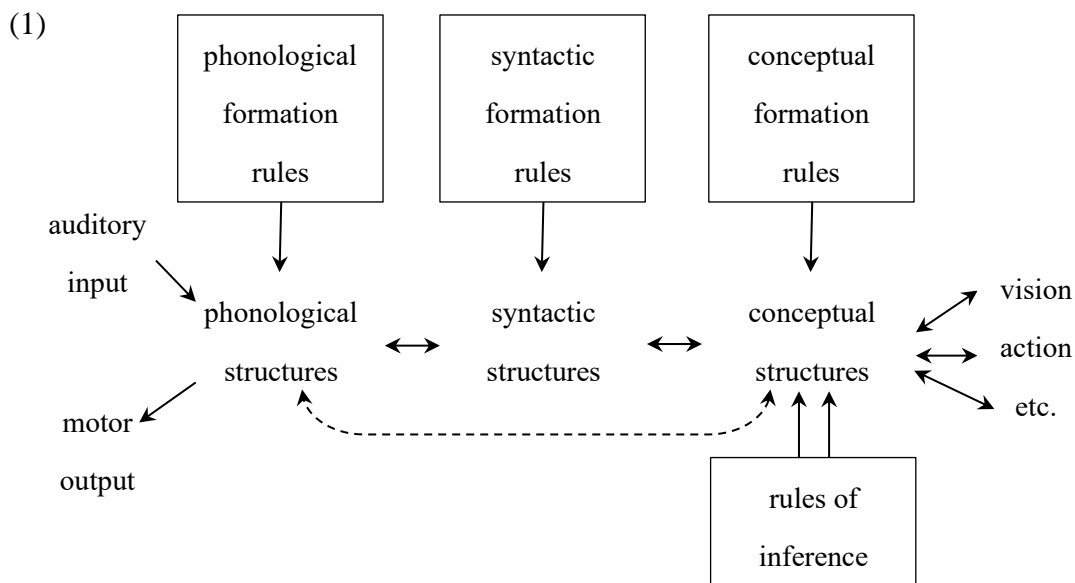 (1)
phonological
formation
rules
syntactic
formation
rules
conceptual
formation
rules
auditory
input
phonological
structures
syntactic
structures
conceptual
structures
vision
action
etc.
motor
output
rules of
inference